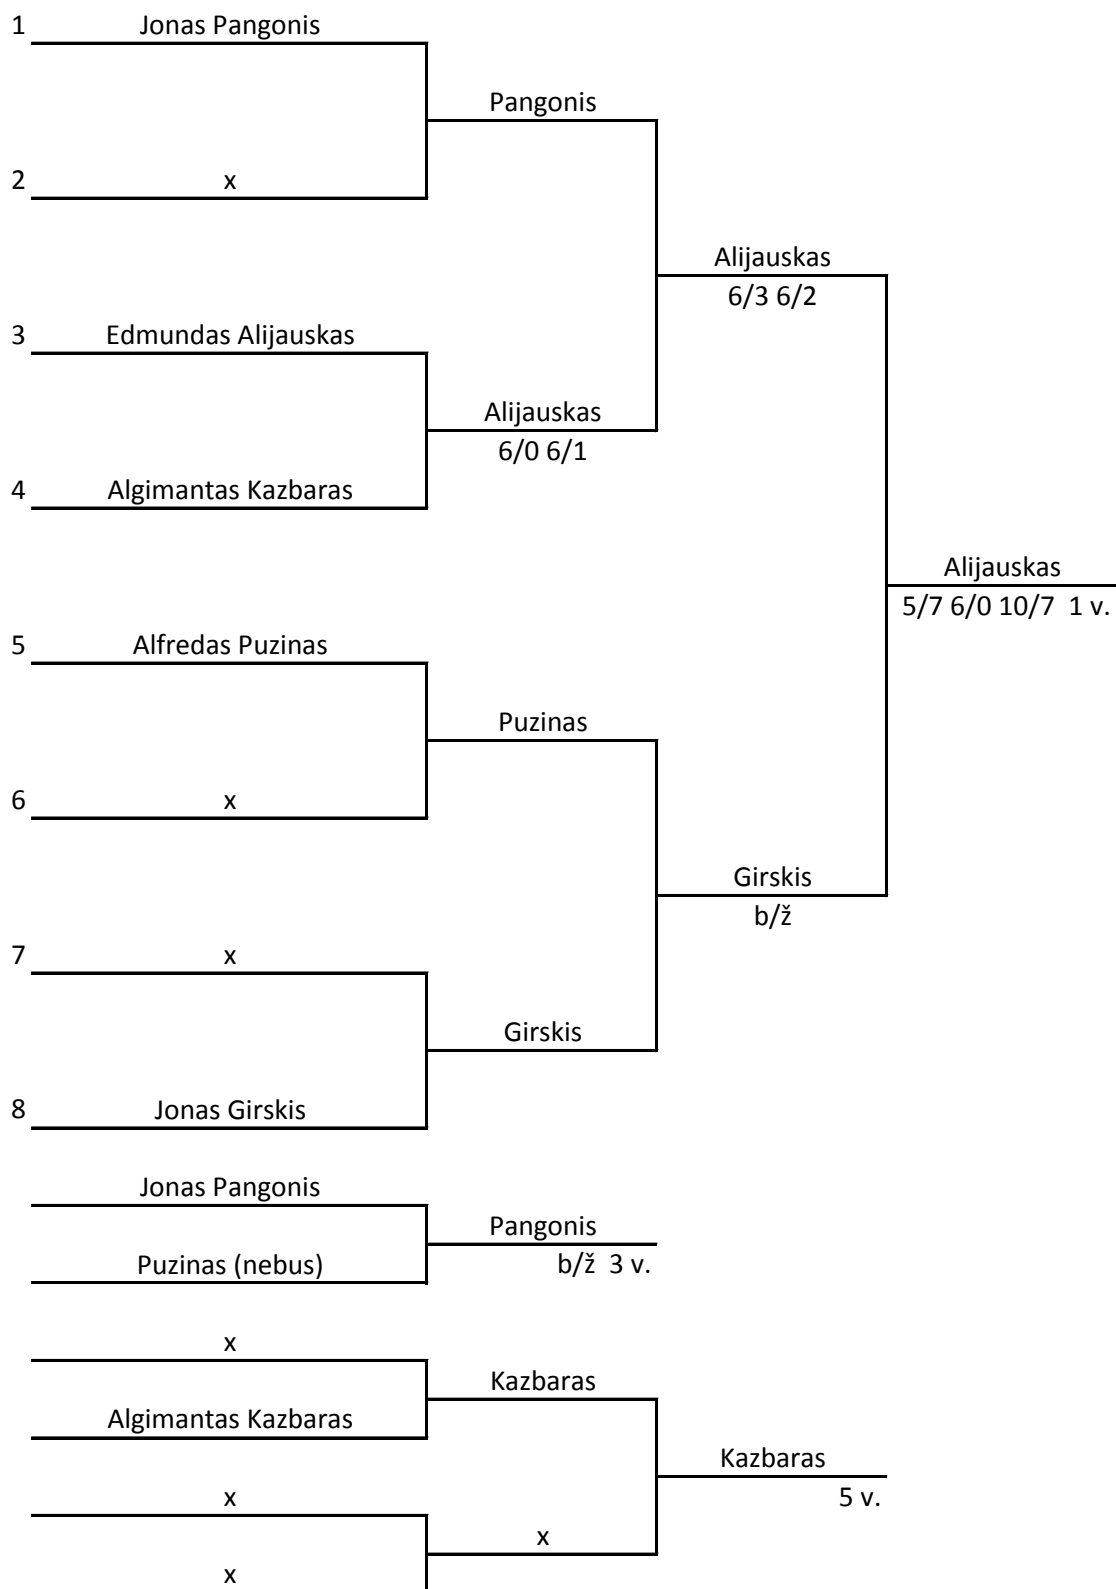 1 Jonas Pangonis
Pangonis
2 x
Alijauskas
6/3 6/2
3 Edmundas Alijauskas
Alijauskas
6/0 6/1
4 Algimantas Kazbaras
Alijauskas
5/7 6/0 10/7 1 v.
5 Alfredas Puzinas
Puzinas
6 x
Girskis
b/ž
7 x
Girskis
8 Jonas Girskis
Jonas Pangonis
Pangonis
b/ž 3 v.
Puzinas (nebus)
x
Kazbaras
Algimantas Kazbaras
Kazbaras
5 v.
x
x
x